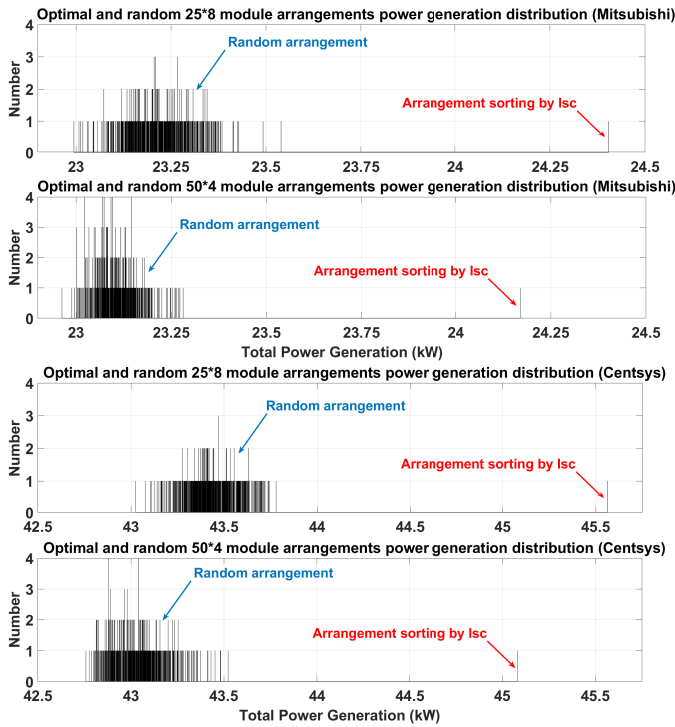 Optimal and random 25*8 module arrangements power generation distribution (Mitsubishi)
4
3
2
1
0
Number
Random arrangement
Arrangement sorting by Isc
23 23.25 23.5 23.75 24 24.25 24.5
Optimal and random 50*4 module arrangements power generation distribution (Mitsubishi)
4
3
2
1
0
Number
Random arrangement
Arrangement sorting by Isc
23 23.25 23.5 23.75 24 24.25 24.5
Total Power Generation (kW)
Optimal and random 25*8 module arrangements power generation distribution (Centsys)
4
3
2
1
0
Number
Random arrangement
Arrangement sorting by Isc
42.5 43 43.5 44 44.5 45 45.5
Optimal and random 50*4 module arrangements power generation distribution (Centsys)
4
3
2
1
0
Number
Random arrangement
Arrangement sorting by Isc
42.5 43 43.5 44 44.5 45 45.5
Total Power Generation (kW)